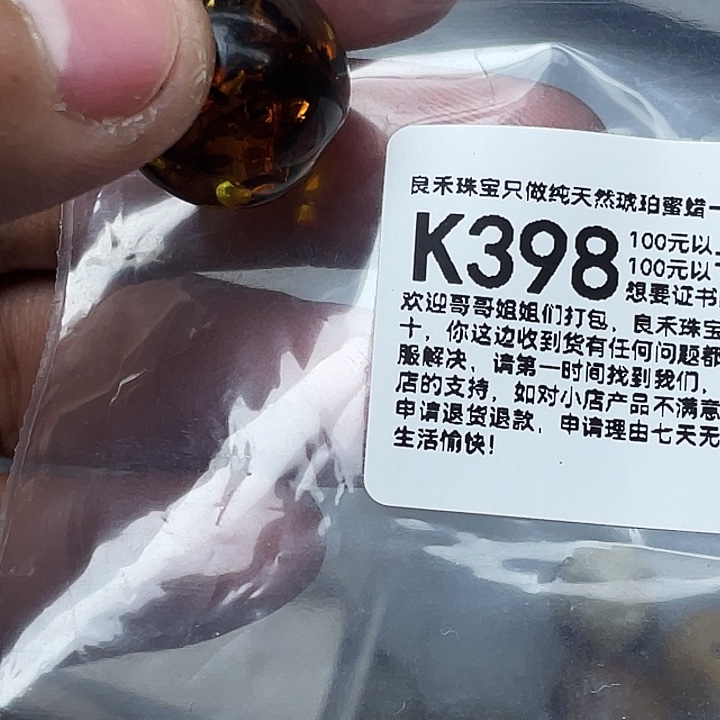 良禾珠宝只做纯天然琥珀蜜蜡一
K398
100元以上
100元以下
想要证书
欢迎哥哥姐姐们打包，良禾珠宝
十，你这边收到货有任何问题都
服解决，请第一时间找到我们，
店的支持，如对小店产品不满意
申请退货退款，申请理由七天无
生活愉快！